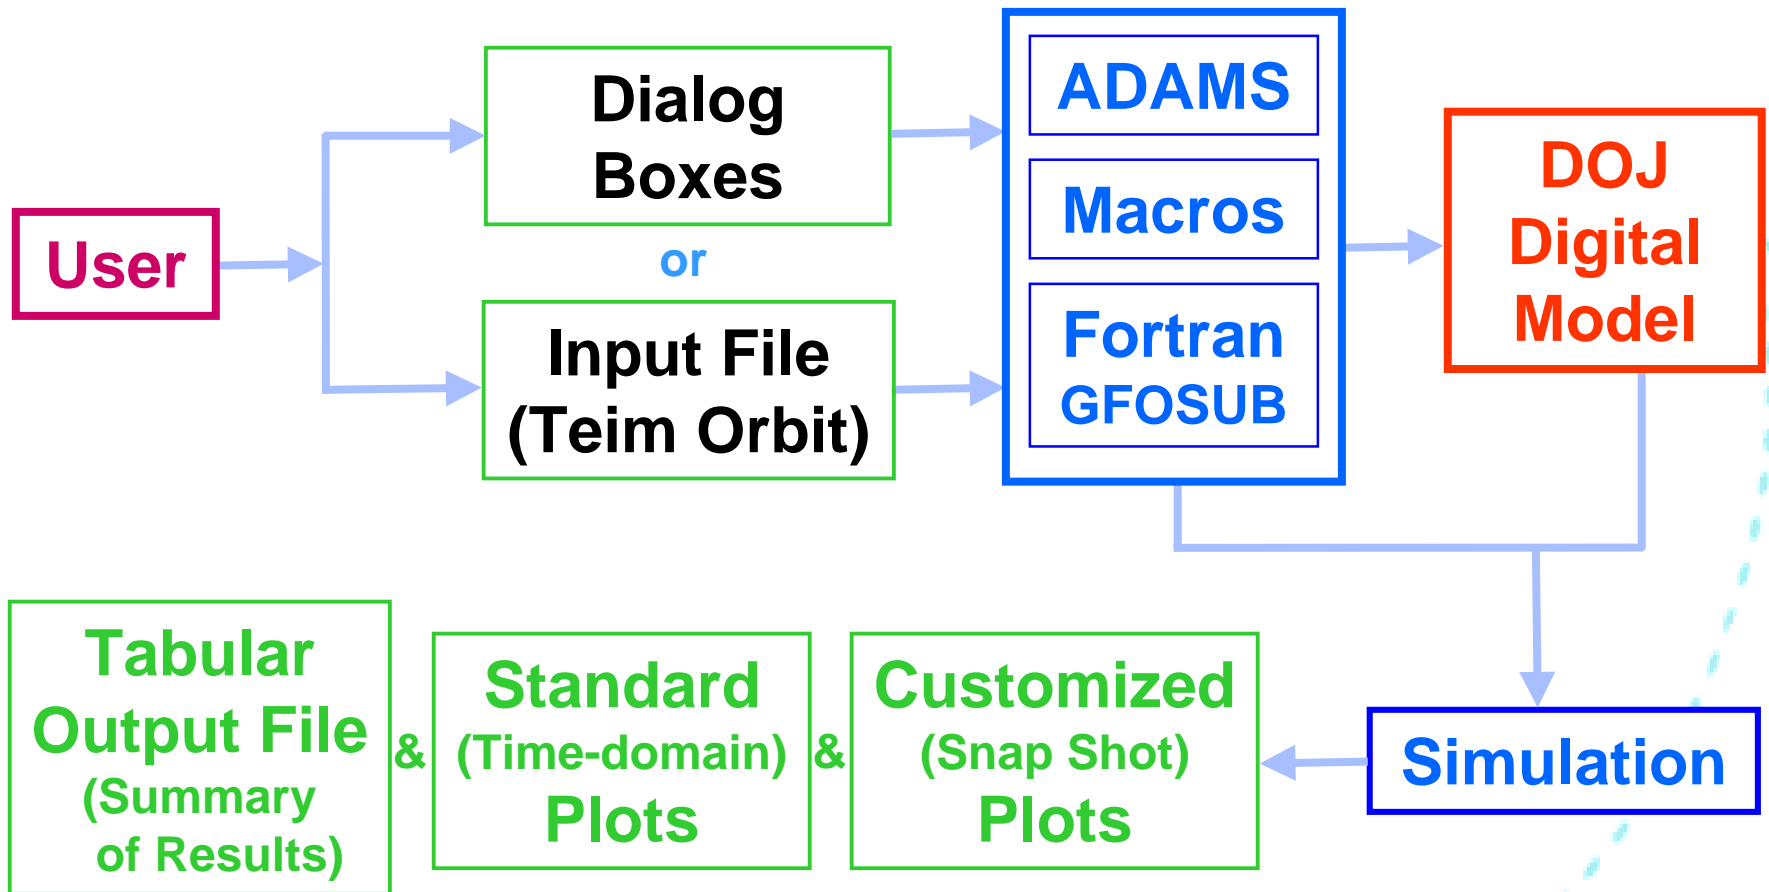 User
Dialog
Boxes
or
Input File
(Teim Orbit)
ADAMS
Macros
Fortran
GFOSUB
DOJ
Digital
Model
Tabular
Output File
(Summary
of Results)
&
Standard
(Time-domain)
Plots
&
Customized
(Snap Shot)
Plots
Simulation